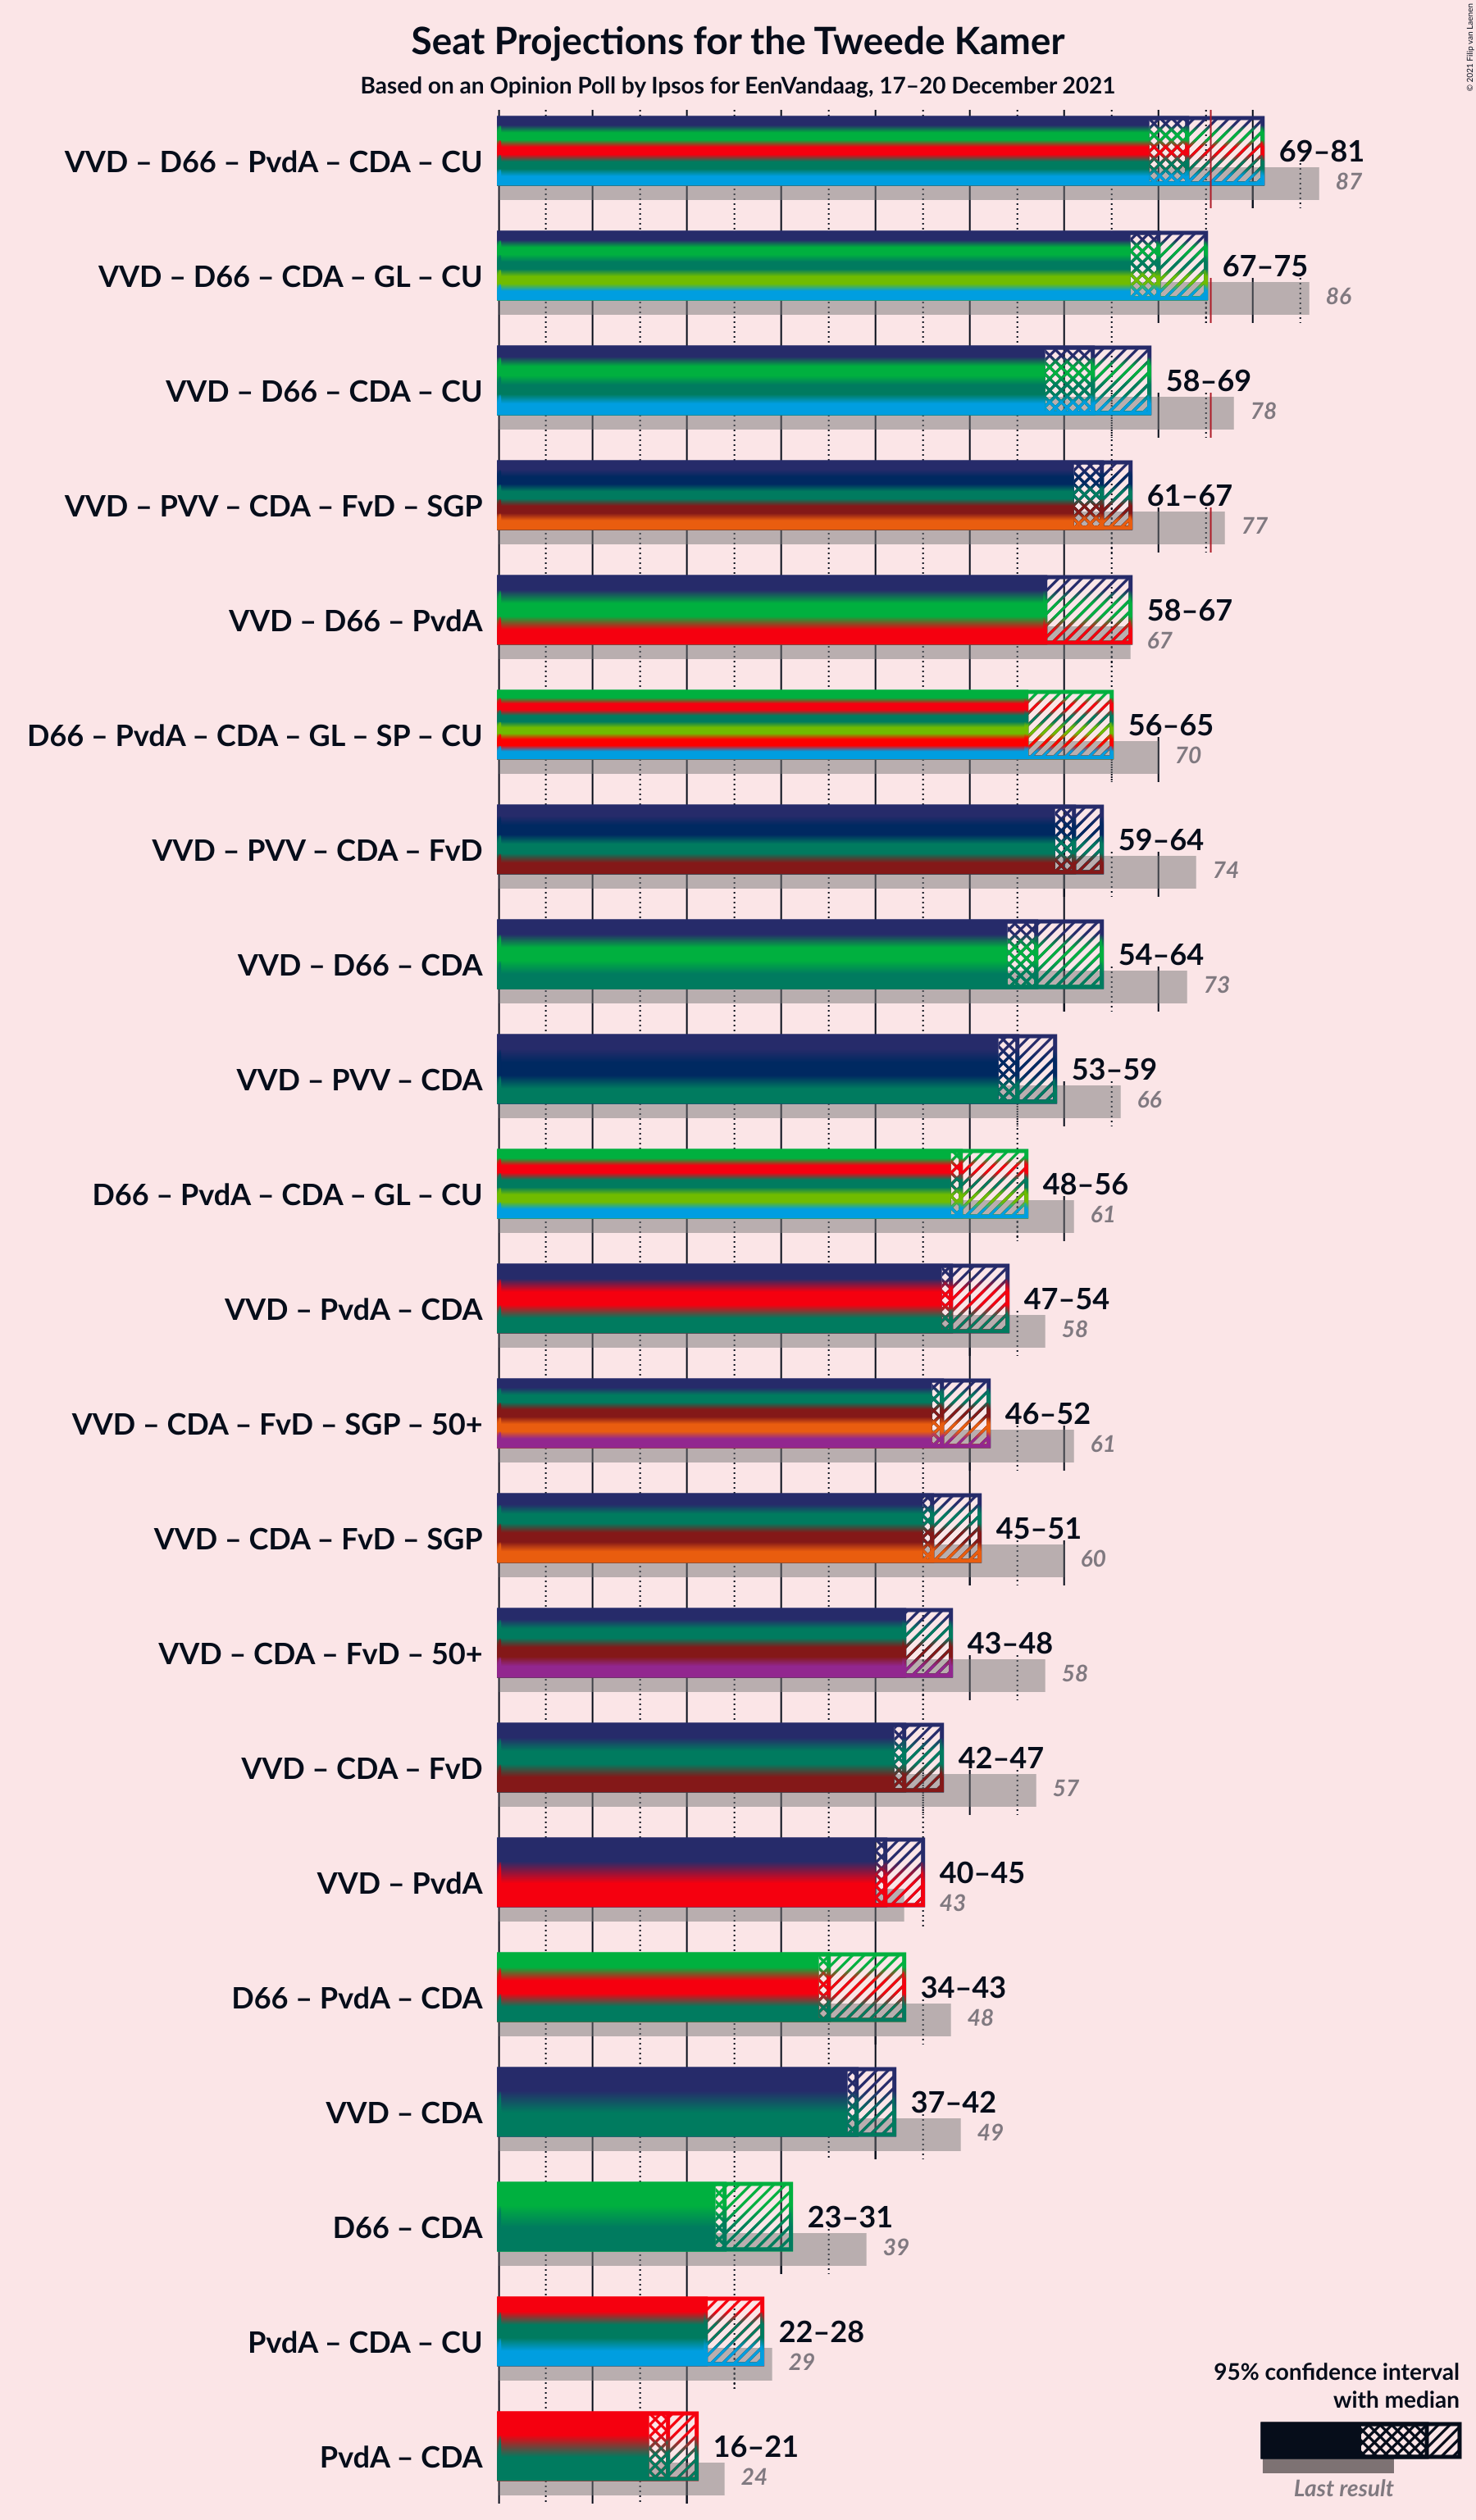 © 2021 Filip van Laenen
Seat Projections for the Tweede Kamer
Based on an Opinion Poll by Ipsos for EenVandaag, 17–20 December 2021
VVD – D66 – PvdA – CDA – CU
69–81
87
VVD – D66 – CDA – GL – CU
67–75
86
VVD – D66 – CDA – CU
58–69
78
VVD – PVV – CDA – FvD – SGP
61–67
77
VVD – D66 – PvdA
58–67
67
D66 – PvdA – CDA – GL – SP – CU
56–65
70
VVD – PVV – CDA – FvD
59–64
74
VVD – D66 – CDA
54–64
73
VVD – PVV – CDA
53–59
66
D66 – PvdA – CDA – GL – CU
48–56
61
VVD – PvdA – CDA
47–54
58
VVD – CDA – FvD – SGP – 50+
46–52
61
VVD – CDA – FvD – SGP
45–51
60
VVD – CDA – FvD – 50+
43–48
58
VVD – CDA – FvD
42–47
57
VVD – PvdA
40–45
43
D66 – PvdA – CDA
34–43
48
VVD – CDA
37–42
49
D66 – CDA
23–31
39
PvdA – CDA – CU
22–28
29
PvdA – CDA
16–21
24
95% confidence interval
with median
Last result